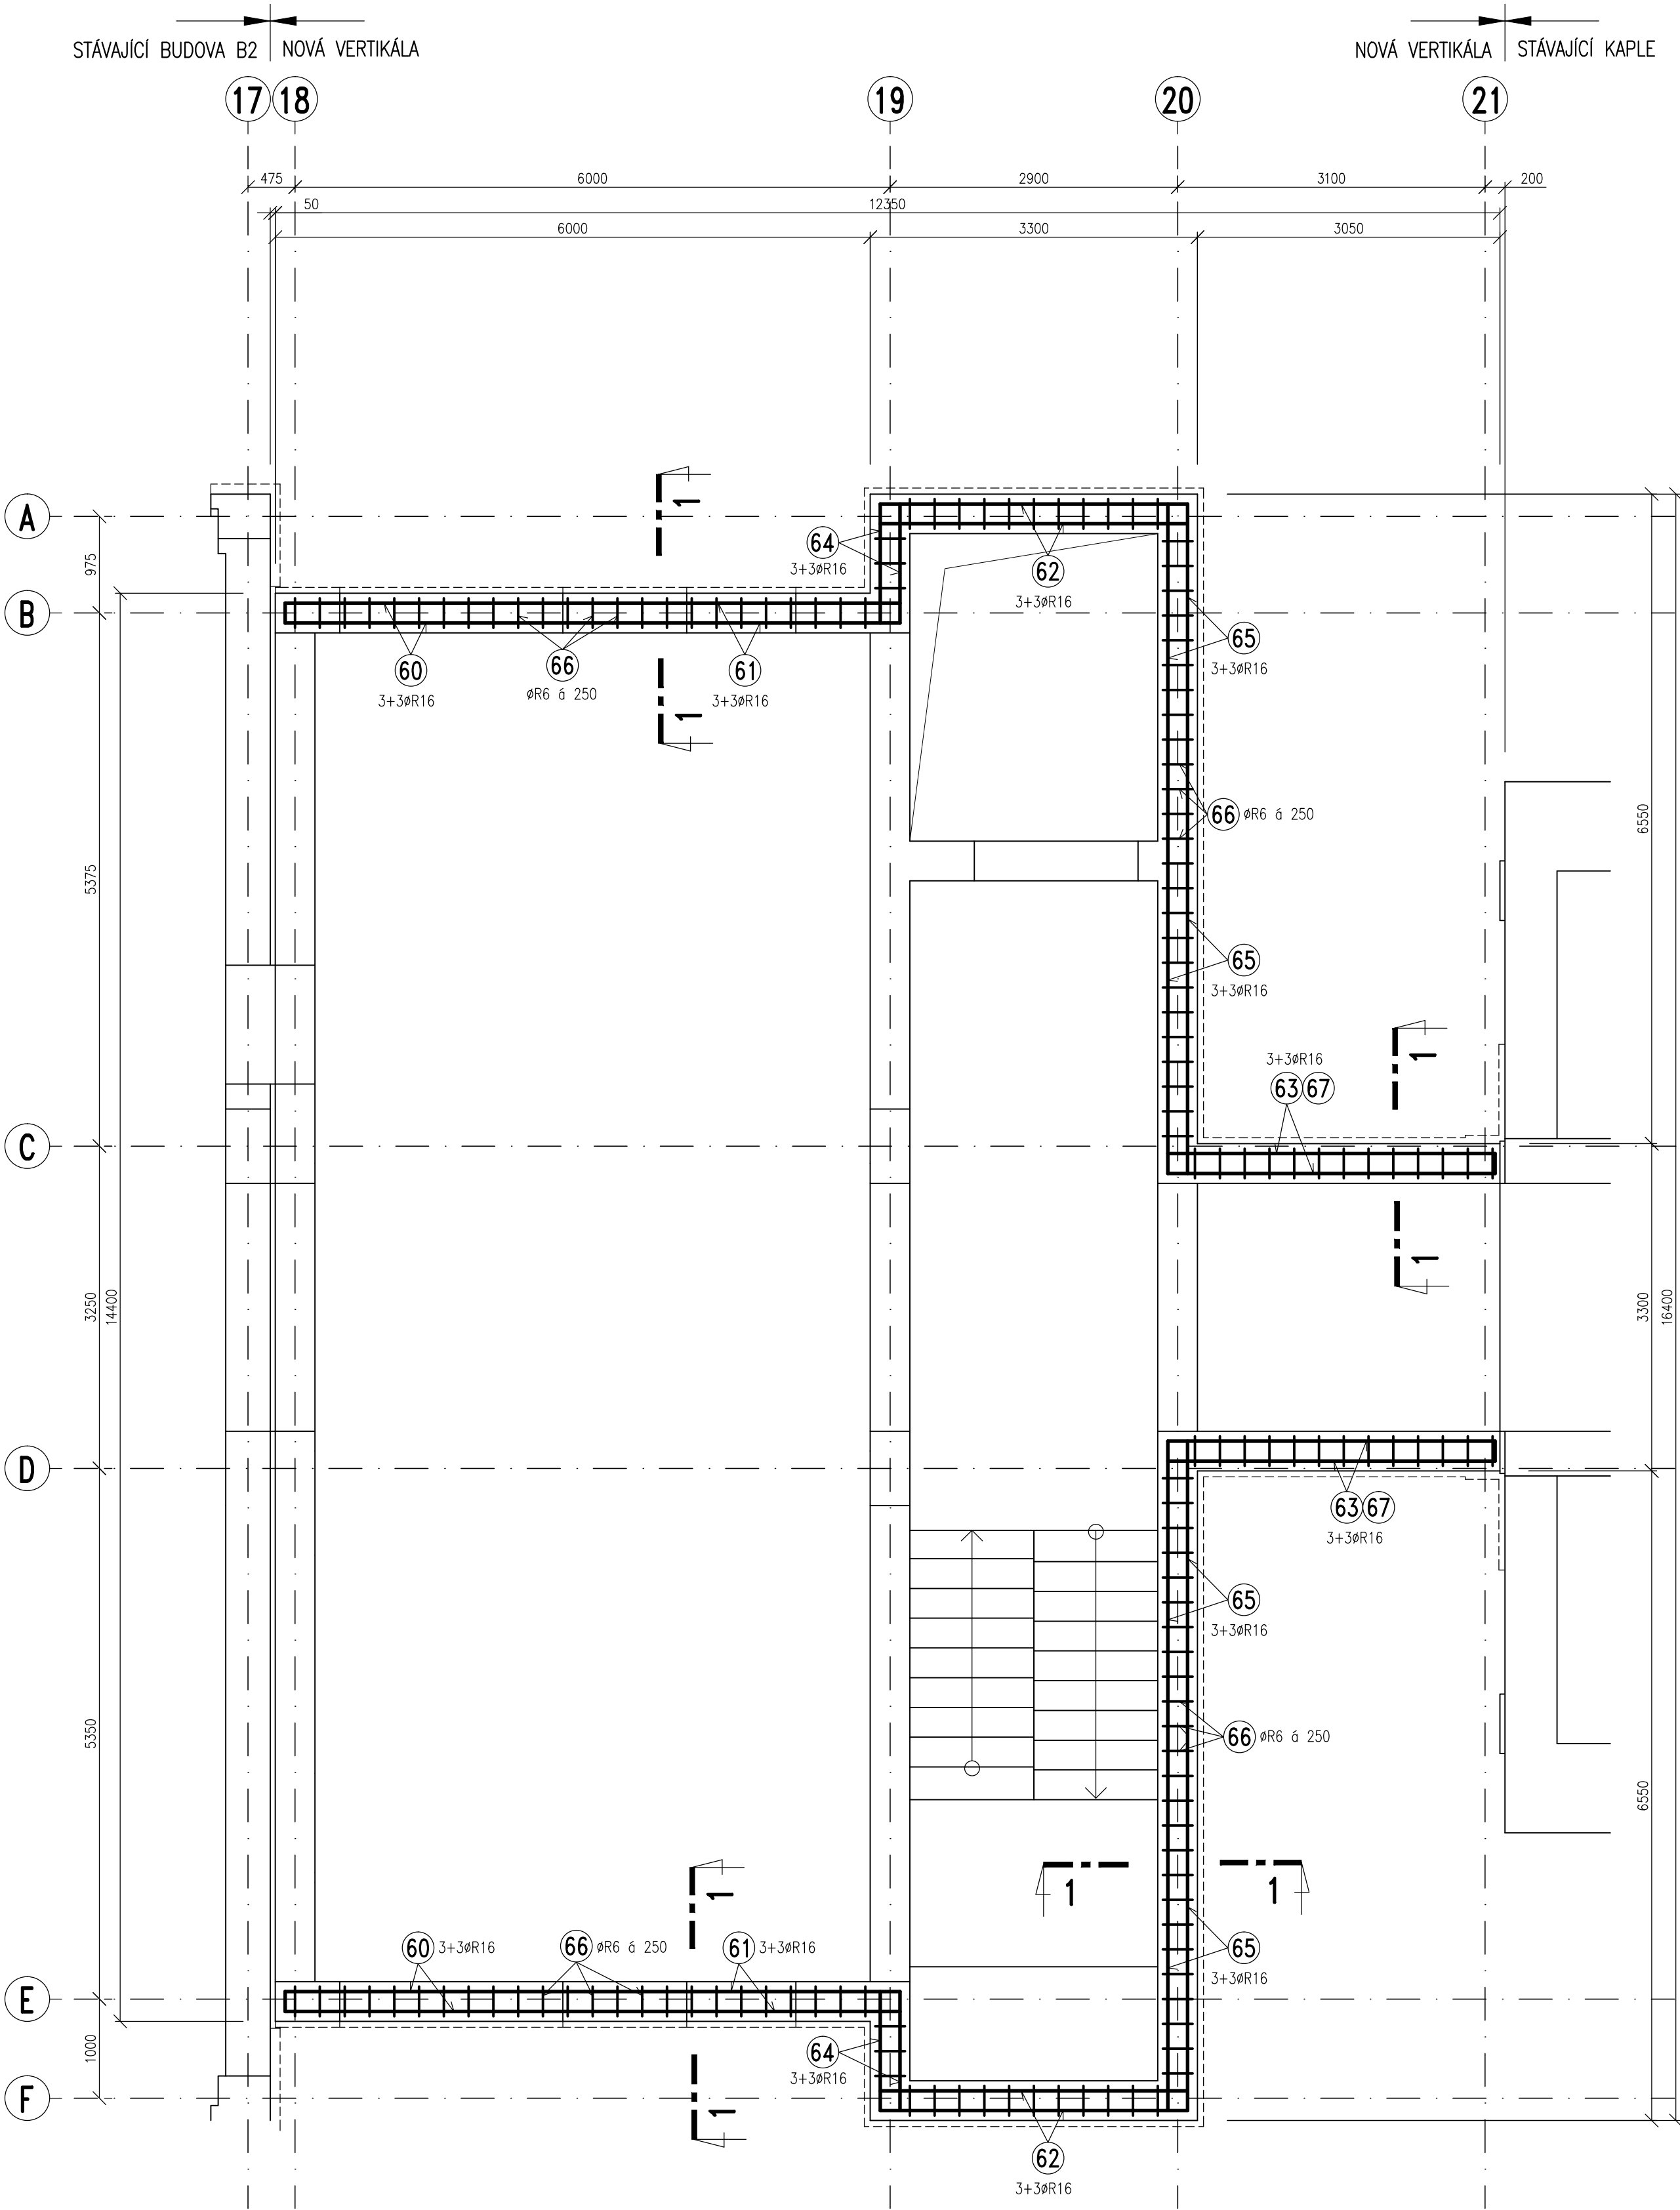 STÁVAJÍCÍ BUDOVA B2 NOVÁ VERTIKÁLA
NOVÁ VERTIKÁLA STÁVAJÍCÍ KAPLE
17 18 19 20 21
475 6000 2900 3100 200
50 12350
6000 3300 3050
A
1
64
3+3øR16
62
3+3øR16
975
B
60
3+3øR16
66
øR6 á 250
61
3+3øR16
1
65
3+3øR16
66 øR6 á 250
6550
5375
65
3+3øR16
1
3+3øR16
63 67
C
1
3250
14400
3300
16400
D
63 67
3+3øR16
65
3+3øR16
66 øR6 á 250
5350
6550
1
1 1
60 3+3øR16
66 øR6 á 250
61 3+3øR16
65
3+3øR16
E
1000
64
3+3øR16
F
1
62
3+3øR16